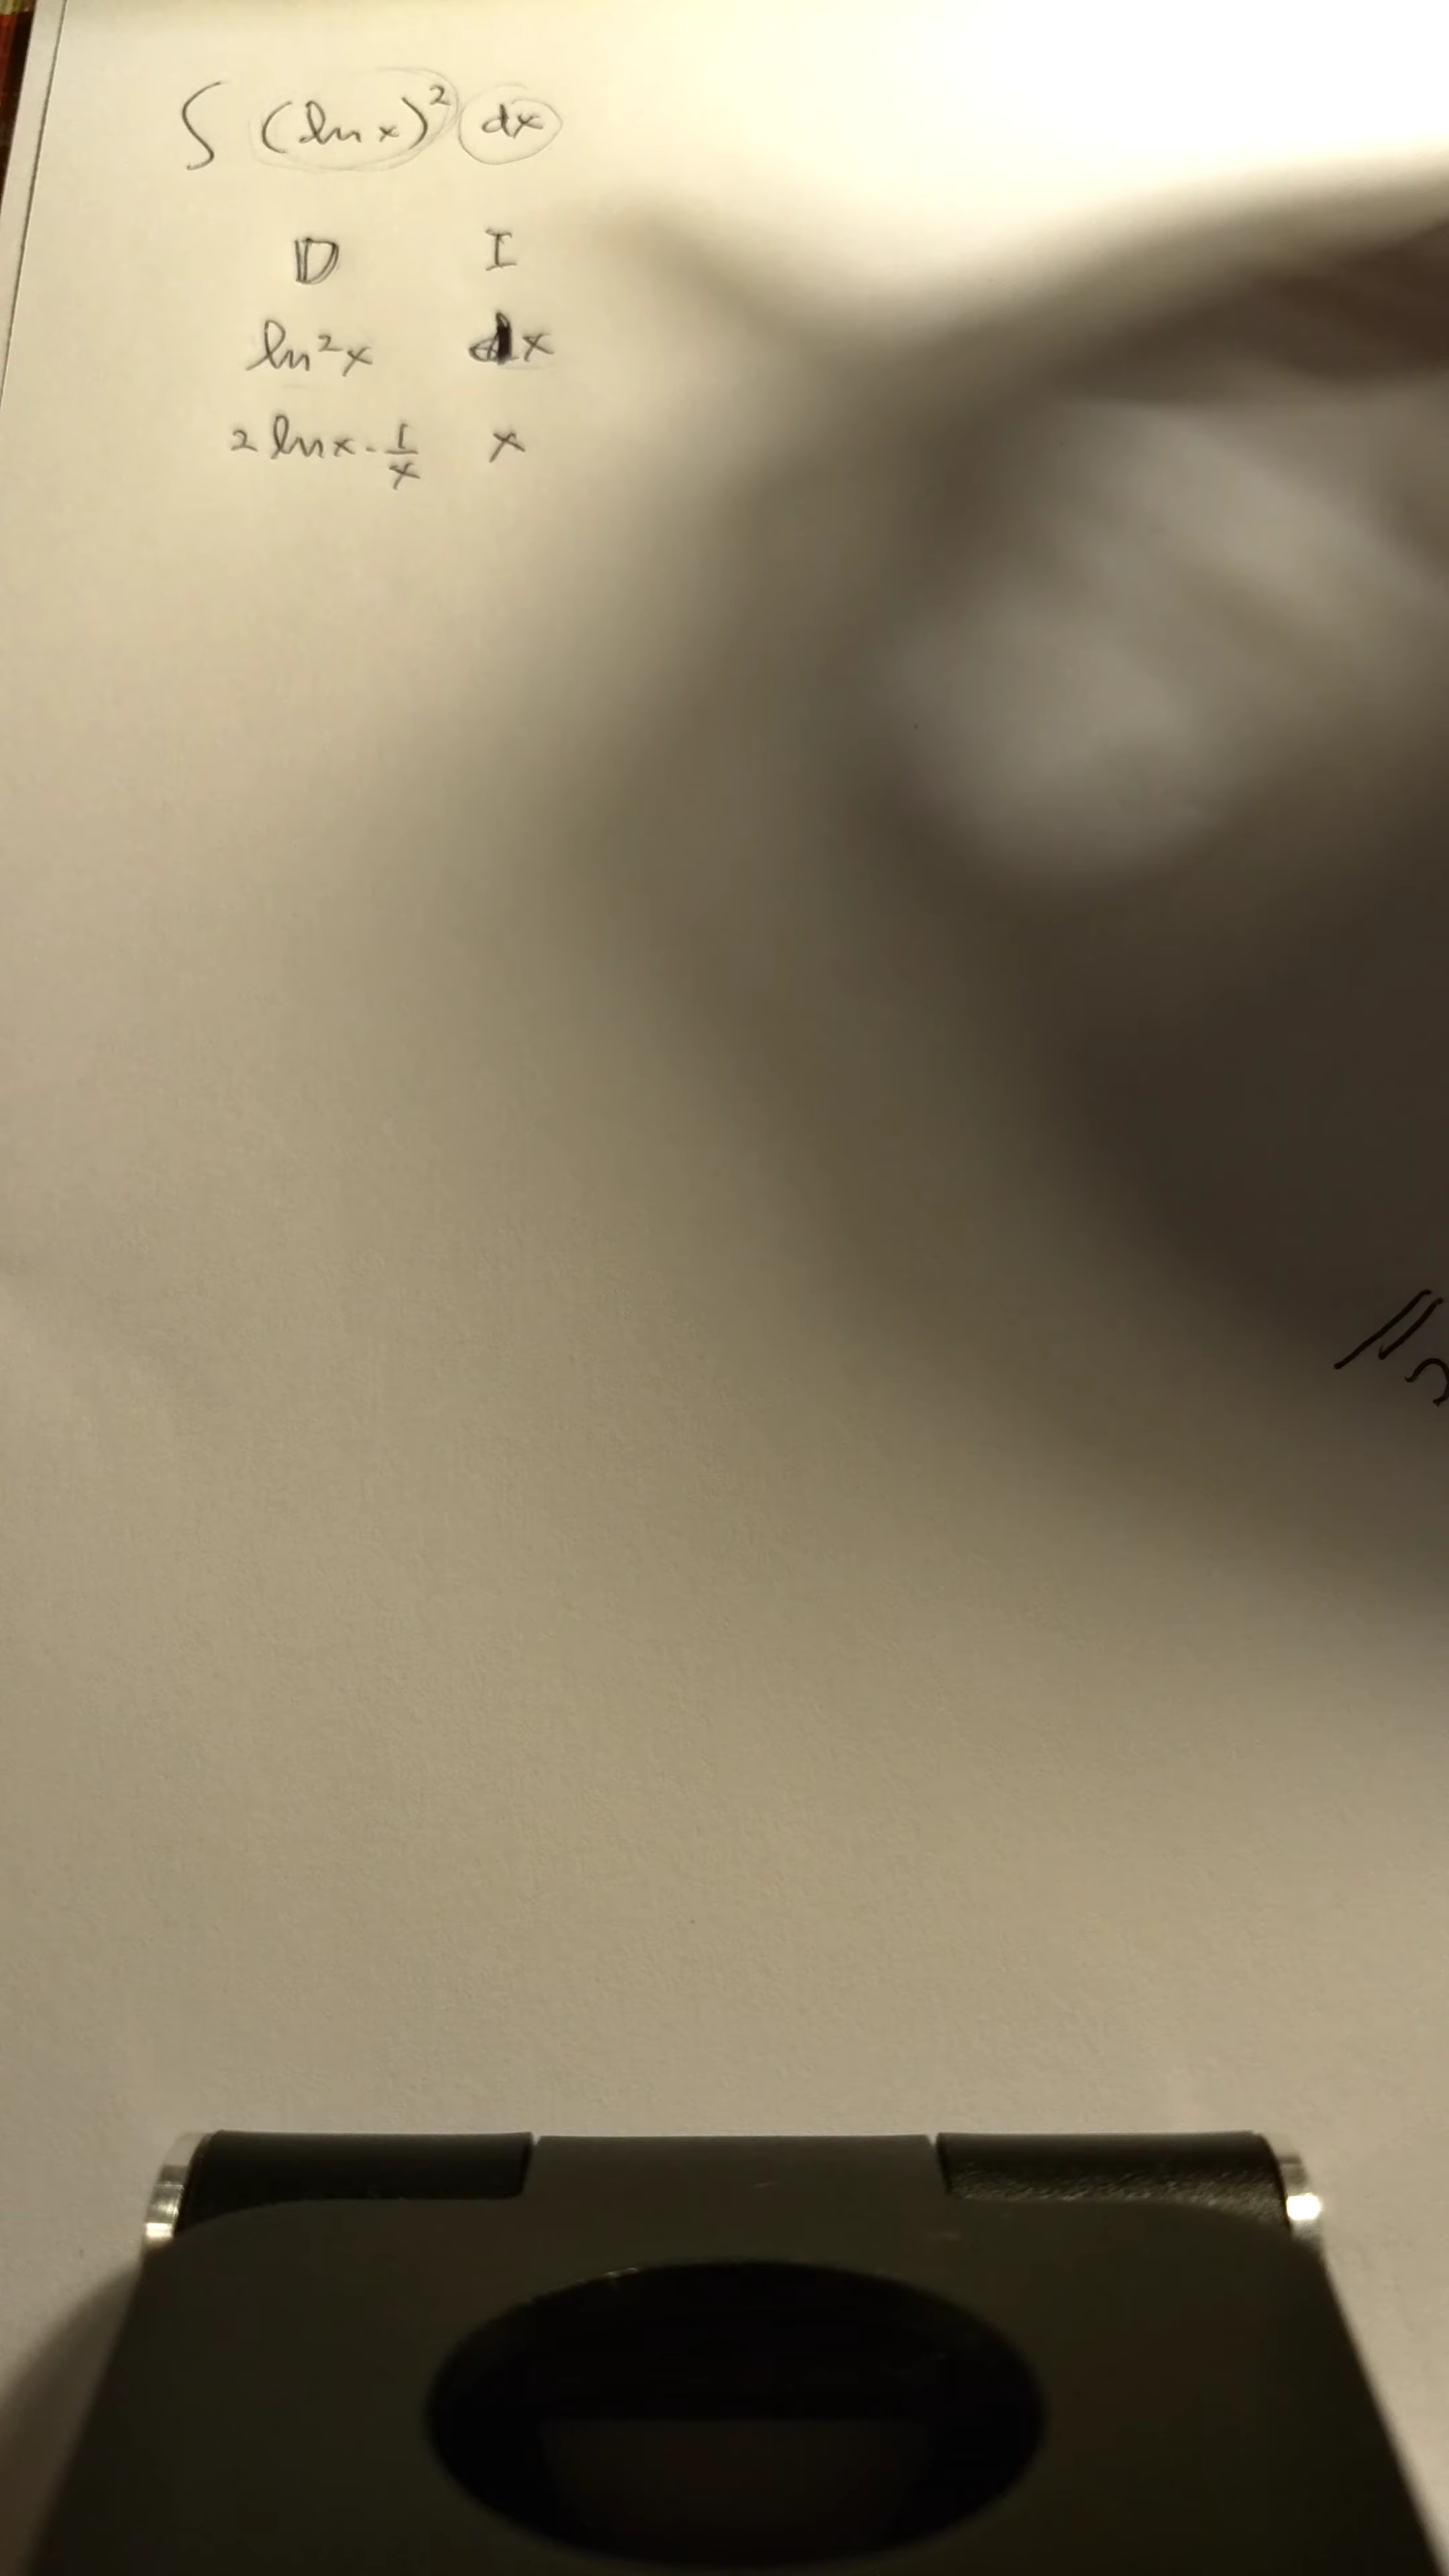 ∫ (ln x)² dx
D I
ln²x dx
2 ln x · 1/x x